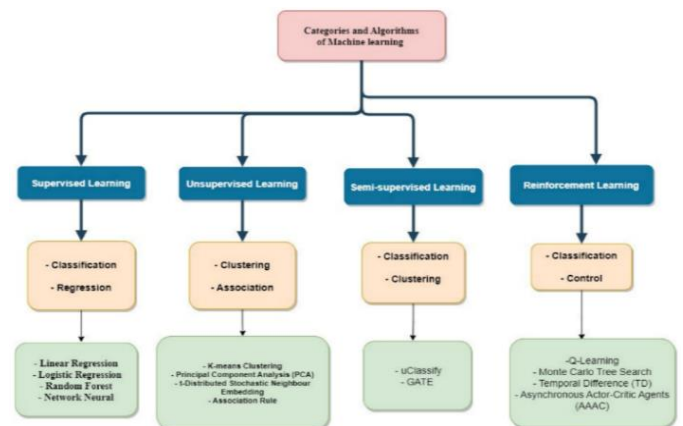 Categories and Algorithms
of Machine learning
Supervised Learning
Unsupervised Learning
Semi-supervised Learning
Reinforcement Learning
- Classification
- Regression
- Clustering
- Association
- Classification
- Clustering
- Classification
- Control
- Linear Regression
- Logistic Regression
- Random Forest
- Network Neural
- K-means Clustering
- Principal Component Analysis (PCA)
- t-Distributed Stochastic Neighbour
Embedding
- Association Rule
- uClassify
- GATE
-Q-Learning
- Monte Carlo Tree Search
- Temporal Difference (TD)
- Asynchronous Actor-Critic Agents
(AAAC)